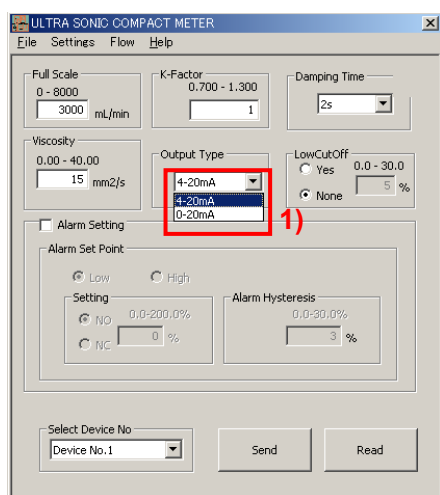 ULTRA SONIC COMPACT METER
File Settings Flow Help
Full Scale
0 - 8000
3000 mL/min
K-Factor
0.700 - 1.300
1
Damping Time
2s
Viscosity
0.00 - 40.00
15 mm2/s
Output Type
4-20mA
4-20mA
0-20mA
1)
LowCutOff
Yes 0.0 - 30.0
None 5 %
Alarm Setting
Alarm Set Point
Low High
Setting
NO 0.0-200.0%
NC 0 %
Alarm Hysteresis
0.0-30.0%
3 %
Select Device No
Device No.1
Send
Read